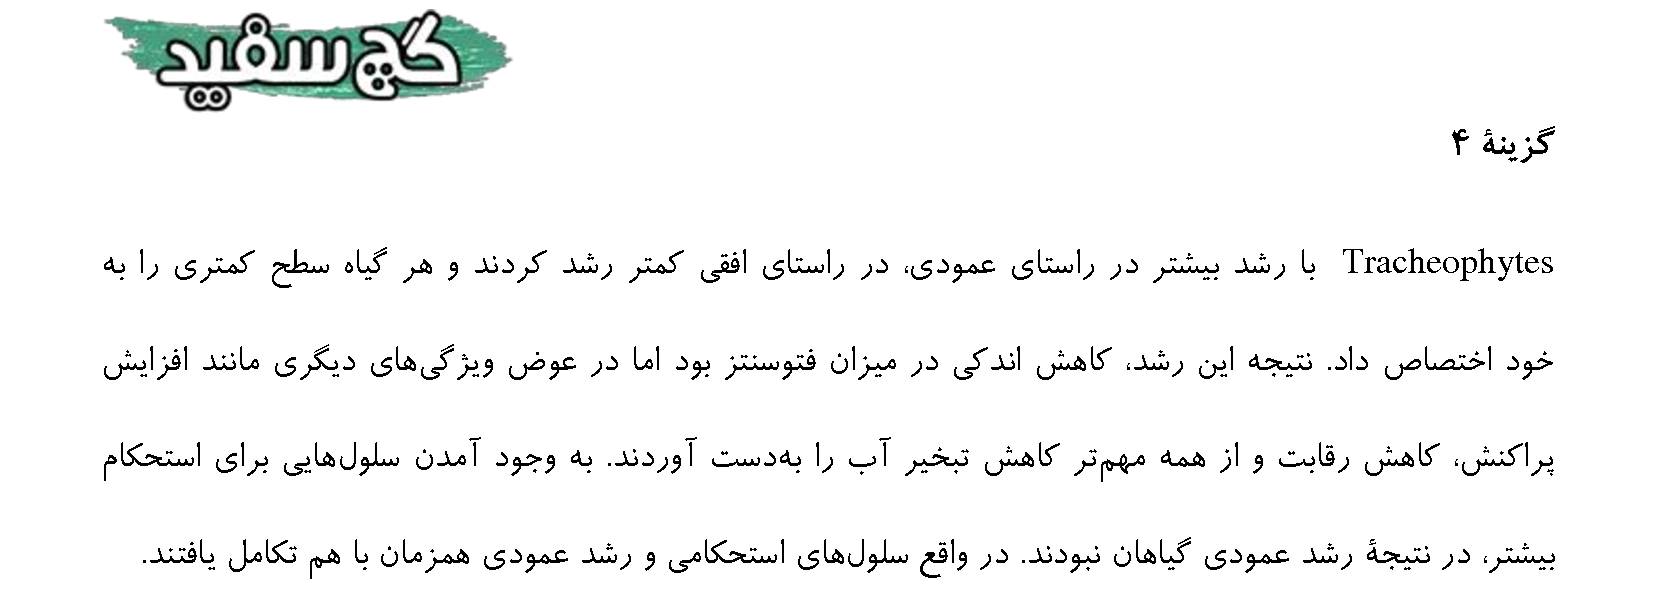 گچ سفید
گزینهٔ ۴
Tracheophytes با رشد بیشتر در راستای عمودی، در راستای افقی کمتر رشد کردند و هر گیاه سطح کمتری را به
خود اختصاص داد. نتیجه این رشد، کاهش اندکی در میزان فتوسنتز بود اما در عوض ویژگی‌های دیگری مانند افزایش
پراکنش، کاهش رقابت و از همه مهم‌تر کاهش تبخیر آب را به‌دست آوردند. به وجود آمدن سلول‌هایی برای استحکام
بیشتر، در نتیجهٔ رشد عمودی گیاهان نبودند. در واقع سلول‌های استحکامی و رشد عمودی همزمان با هم تکامل یافتند.